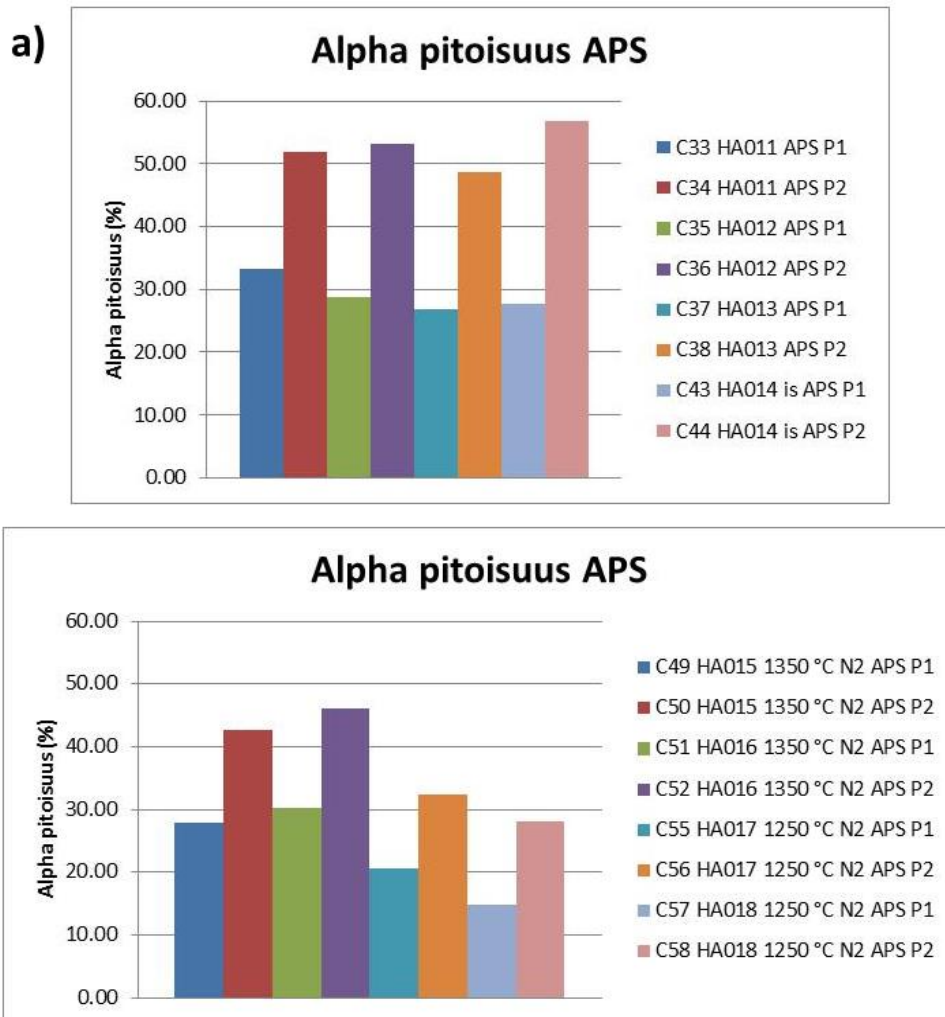 a)
Alpha pitoisuus APS
Alpha pitoisuus (%)
60.00
50.00
40.00
30.00
20.00
10.00
0.00
C33 HA011 APS P1
C34 HA011 APS P2
C35 HA012 APS P1
C36 HA012 APS P2
C37 HA013 APS P1
C38 HA013 APS P2
C43 HA014 is APS P1
C44 HA014 is APS P2
Alpha pitoisuus APS
Alpha pitoisuus (%)
60.00
50.00
40.00
30.00
20.00
10.00
0.00
C49 HA015 1350 °C N2 APS P1
C50 HA015 1350 °C N2 APS P2
C51 HA016 1350 °C N2 APS P1
C52 HA016 1350 °C N2 APS P2
C55 HA017 1250 °C N2 APS P1
C56 HA017 1250 °C N2 APS P2
C57 HA018 1250 °C N2 APS P1
C58 HA018 1250 °C N2 APS P2